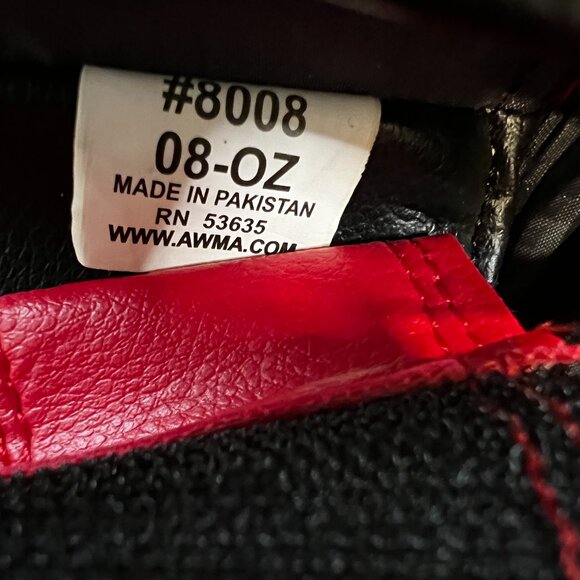 #8008
08-OZ
MADE IN PAKISTAN
RN 53635
WWW.AWMA.COM